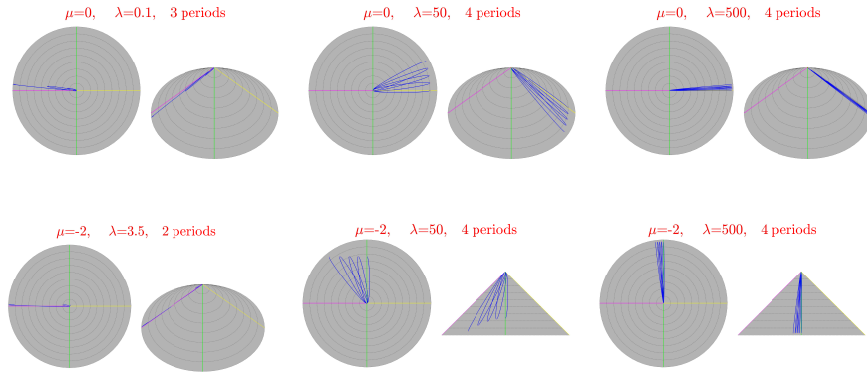 μ=0, λ=0.1, 3 periods
μ=0, λ=50, 4 periods
μ=0, λ=500, 4 periods
μ=-2, λ=3.5, 2 periods
μ=-2, λ=50, 4 periods
μ=-2, λ=500, 4 periods